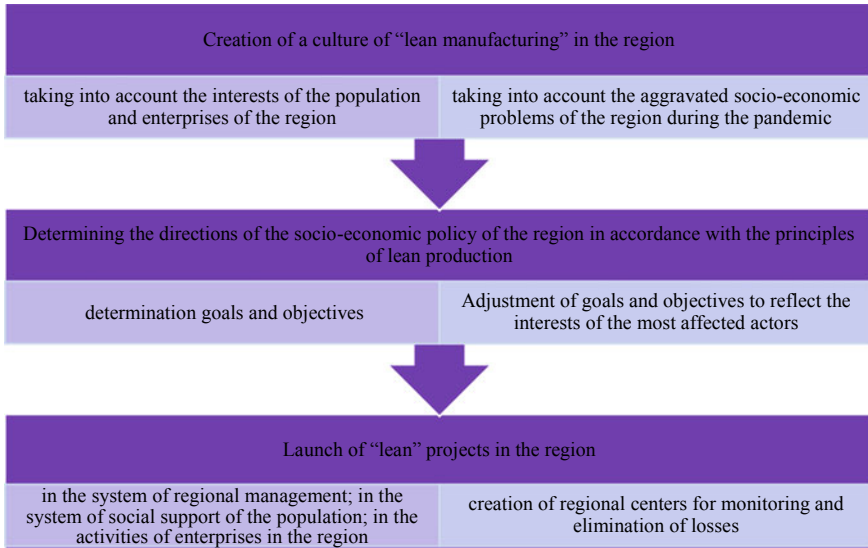 Creation of a culture of “lean manufacturing” in the region
taking into account the interests of the population
and enterprises of the region
taking into account the aggravated socio-economic
problems of the region during the pandemic
Determining the directions of the socio-economic policy of the region in accordance with the principles
of lean production
determination goals and objectives
Adjustment of goals and objectives to reflect the
interests of the most affected actors
Launch of “lean” projects in the region
in the system of regional management; in the
system of social support of the population; in the
activities of enterprises in the region
creation of regional centers for monitoring and
elimination of losses